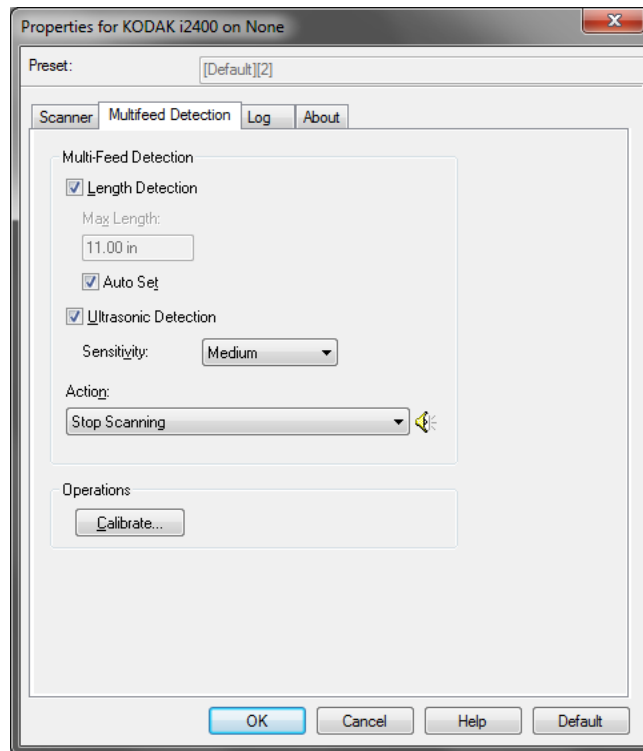 Properties for KODAK i2400 on None
Preset:
[Default][2]
Scanner Multifeed Detection Log About
Multi-Feed Detection
Length Detection
Max Length:
11.00 in
Auto Set
Ultrasonic Detection
Sensitivity: Medium
Action:
Stop Scanning
Operations
Calibrate...
OK Cancel Help Default